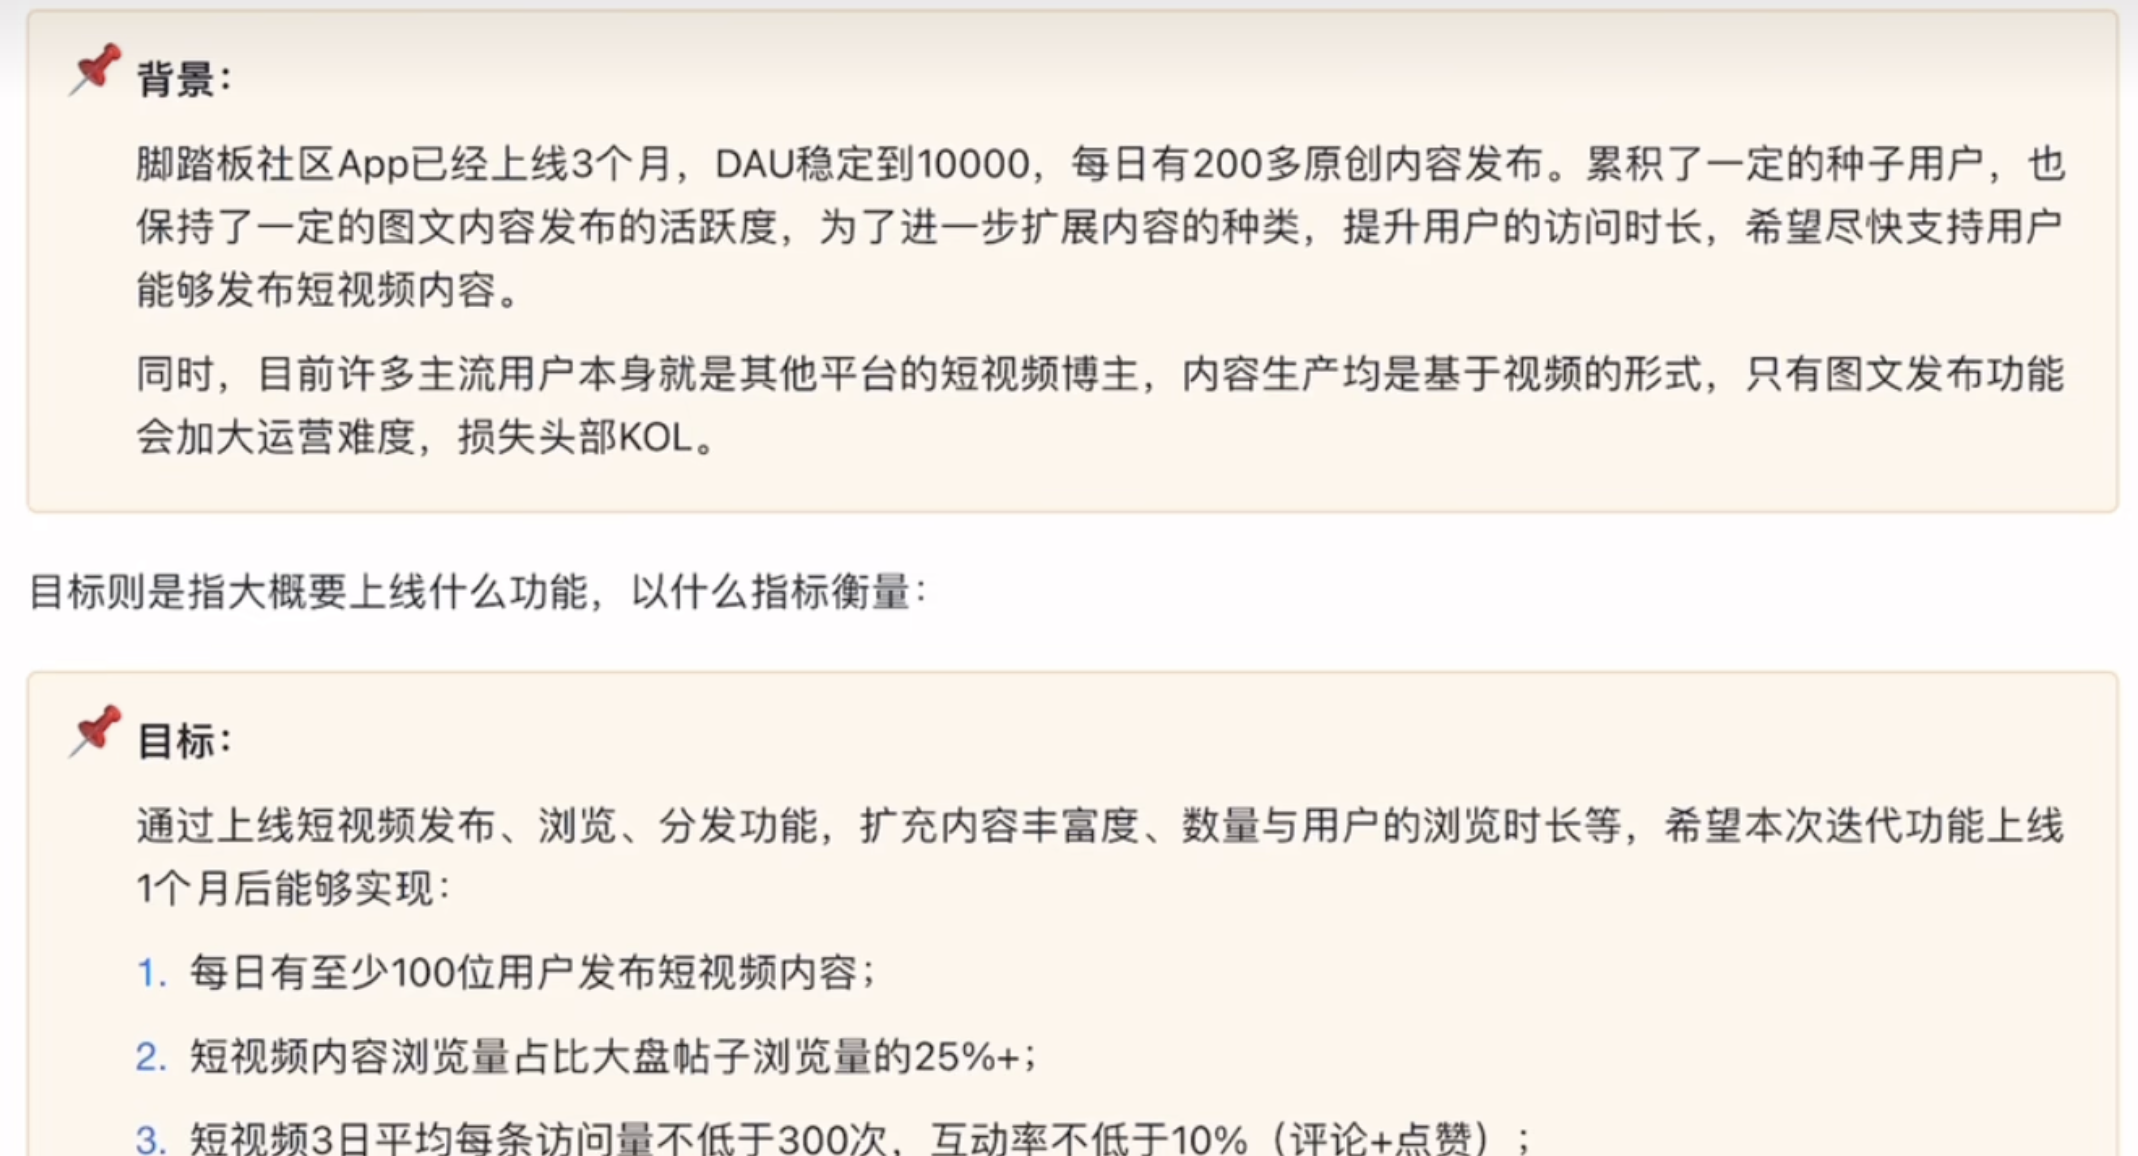 背景：
脚踏板社区App已经上线3个月，DAU稳定到10000，每日有200多原创内容发布。累积了一定的种子用户，也
保持了一定的图文内容发布的活跃度，为了进一步扩展内容的种类，提升用户的访问时长，希望尽快支持用户
能够发布短视频内容。
同时，目前许多主流用户本身就是其他平台的短视频博主，内容生产均是基于视频的形式，只有图文发布功能
会加大运营难度，损失头部KOL。
目标则是指大概要上线什么功能，以什么指标衡量：
目标：
通过上线短视频发布、浏览、分发功能，扩充内容丰富度、数量与用户的浏览时长等，希望本次迭代功能上线
1个月后能够实现：
1. 每日有至少100位用户发布短视频内容；
2. 短视频内容浏览量占比大盘帖子浏览量的25%+；
3. 短视频3日平均每条访问量不低于300次，互动率不低于10%（评论+点赞）；